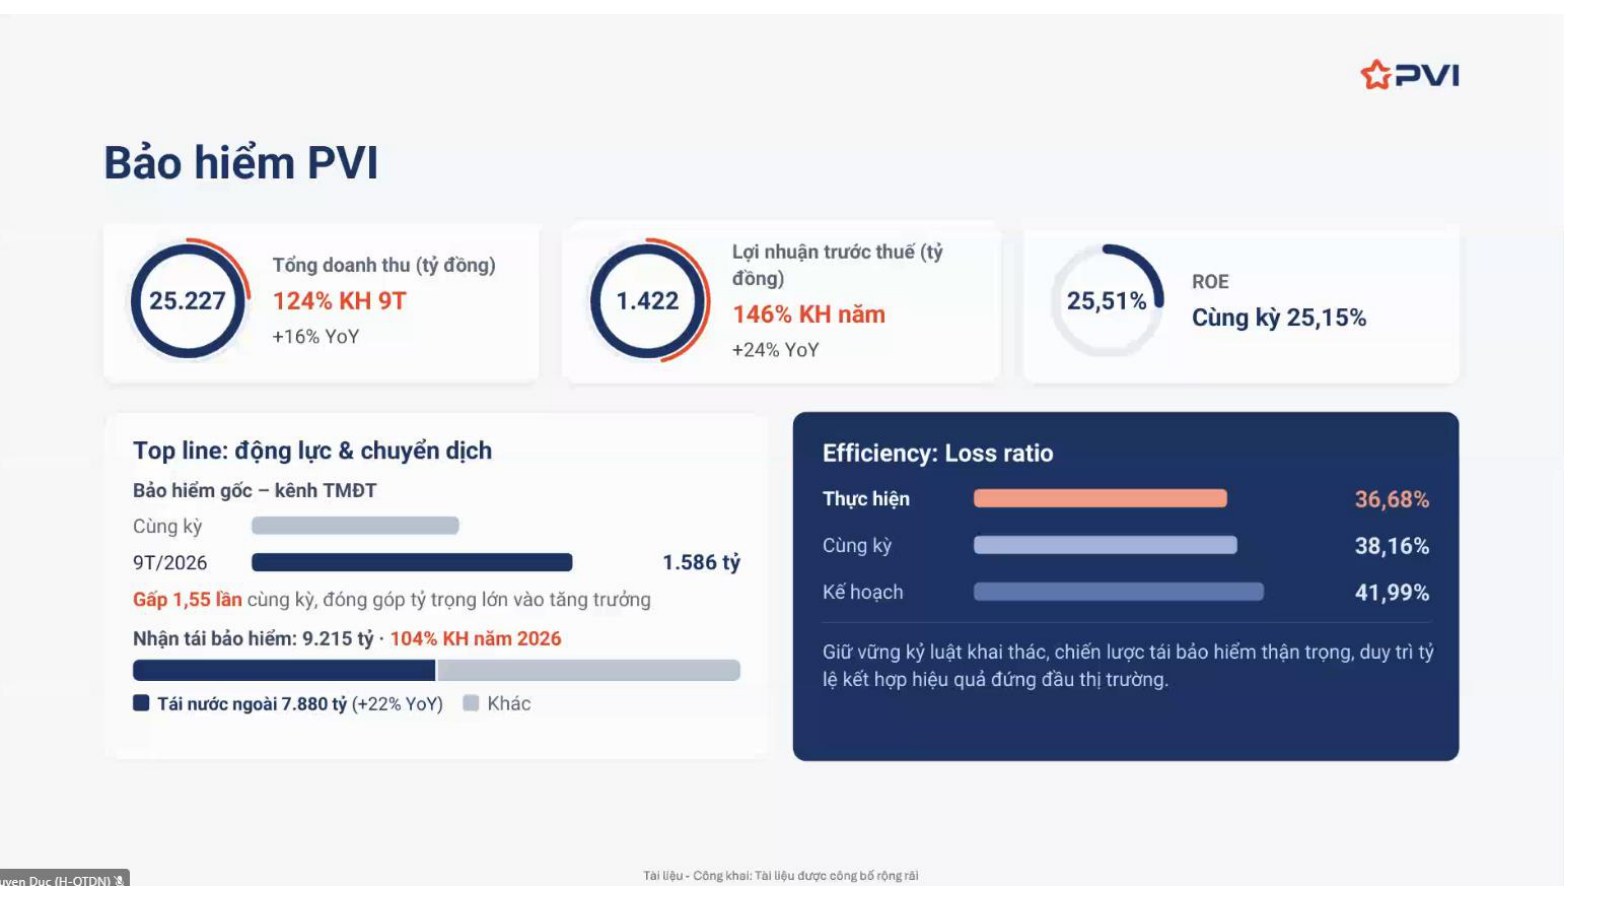 PVI
Bảo hiểm PVI
25.227
Tổng doanh thu (tỷ đồng)
124% KH 9T
+16% YoY
1.422
Lợi nhuận trước thuế (tỷ
đồng)
146% KH năm
+24% YoY
25,51%
ROE
Cùng kỳ 25,15%
Top line: động lực & chuyển dịch
Bảo hiểm gốc – kênh TMĐT
Cùng kỳ
9T/2026
1.586 tỷ
Gấp 1,55 lần cùng kỳ, đóng góp tỷ trọng lớn vào tăng trưởng
Nhận tái bảo hiểm: 9.215 tỷ · 104% KH năm 2026
Tái nước ngoài 7.880 tỷ (+22% YoY)
Khác
Efficiency: Loss ratio
Thực hiện
36,68%
Cùng kỳ
38,16%
Kế hoạch
41,99%
Giữ vững kỷ luật khai thác, chiến lược tái bảo hiểm thận trọng, duy trì tỷ
lệ kết hợp hiệu quả đứng đầu thị trường.
Tài liệu - Công khai: Tài liệu được công bố rộng rãi
Duc (H-QTDN)